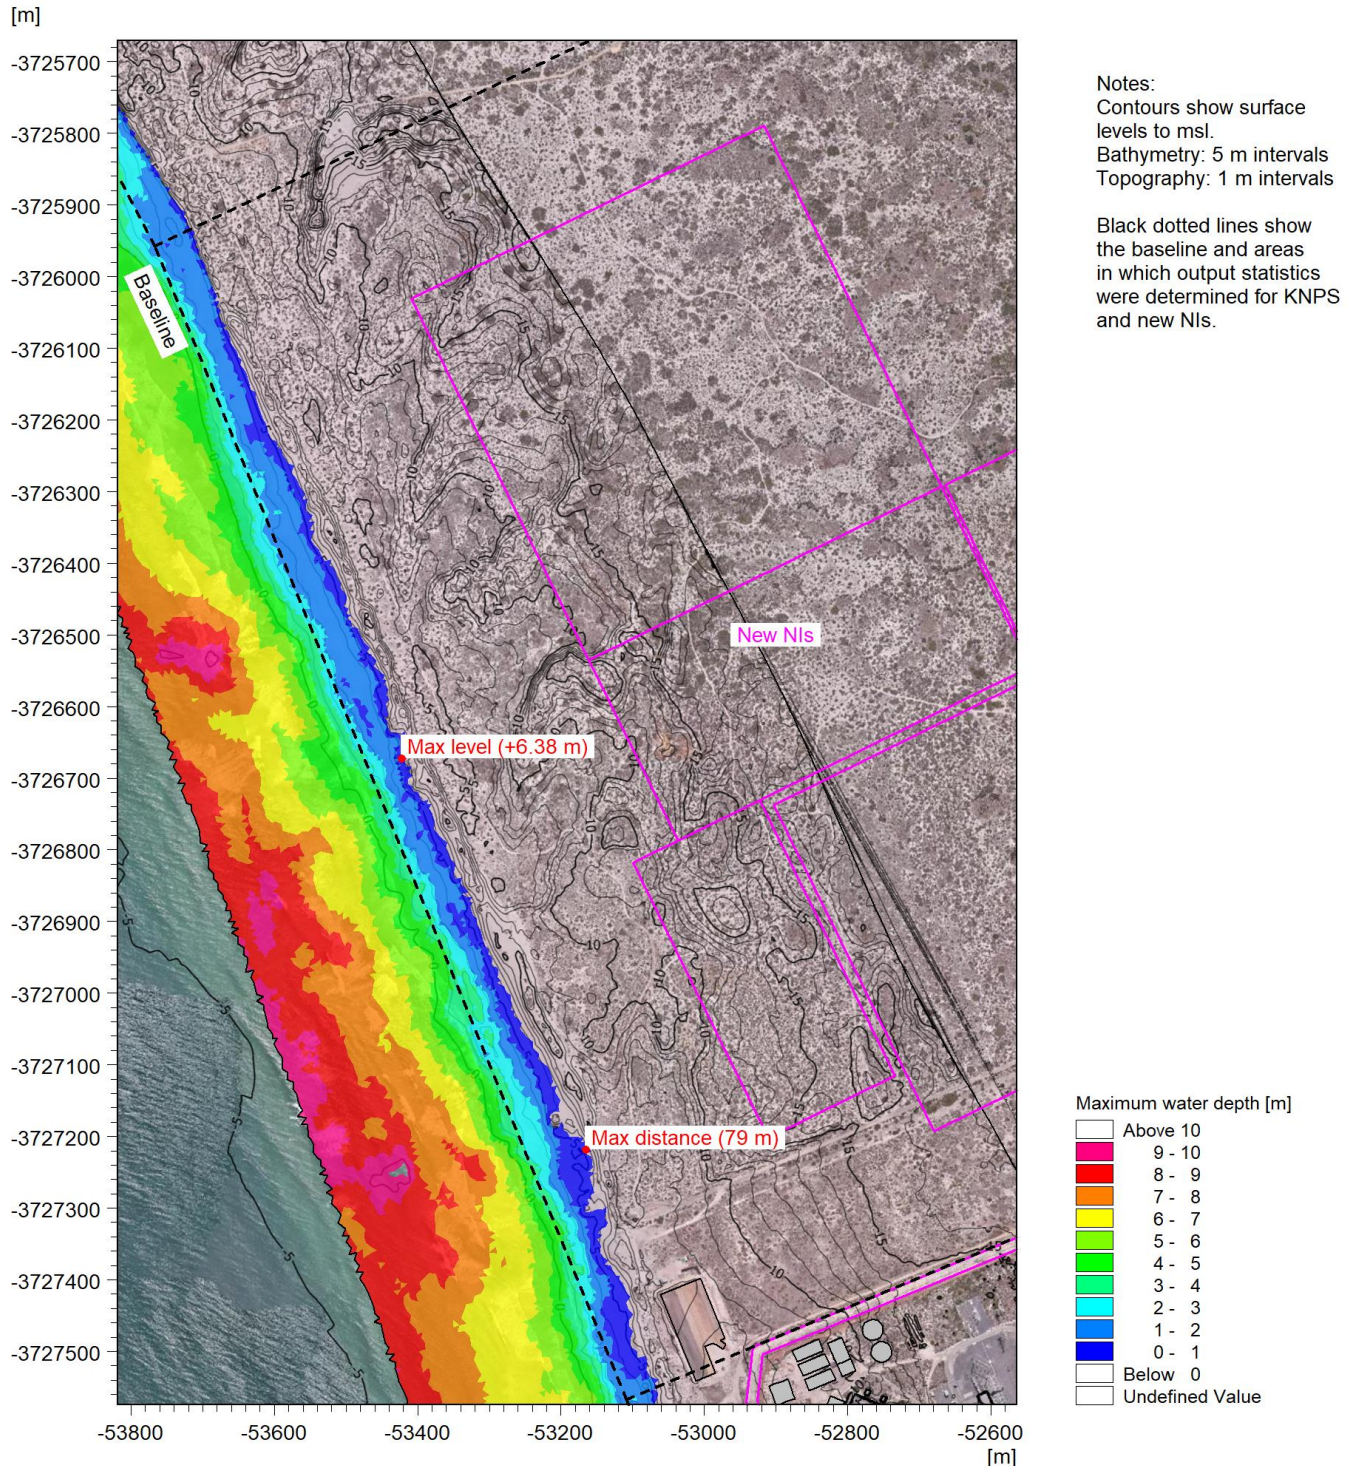 [m]
-3725700
-3725800
-3725900
-3726000
-3726100
-3726200
-3726300
-3726400
-3726500
-3726600
-3726700
-3726800
-3726900
-3727000
-3727100
-3727200
-3727300
-3727400
-3727500
-53800 -53600 -53400 -53200 -53000 -52800 -52600
[m]
Baseline
New NIs
Max level (+6.38 m)
Max distance (79 m)
Notes:
Contours show surface
levels to msl.
Bathymetry: 5 m intervals
Topography: 1 m intervals
Black dotted lines show
the baseline and areas
in which output statistics
were determined for KNPS
and new NIs.
Maximum water depth [m]
Above 10
9 - 10
8 - 9
7 - 8
6 - 7
5 - 6
4 - 5
3 - 4
2 - 3
1 - 2
0 - 1
Below 0
Undefined Value